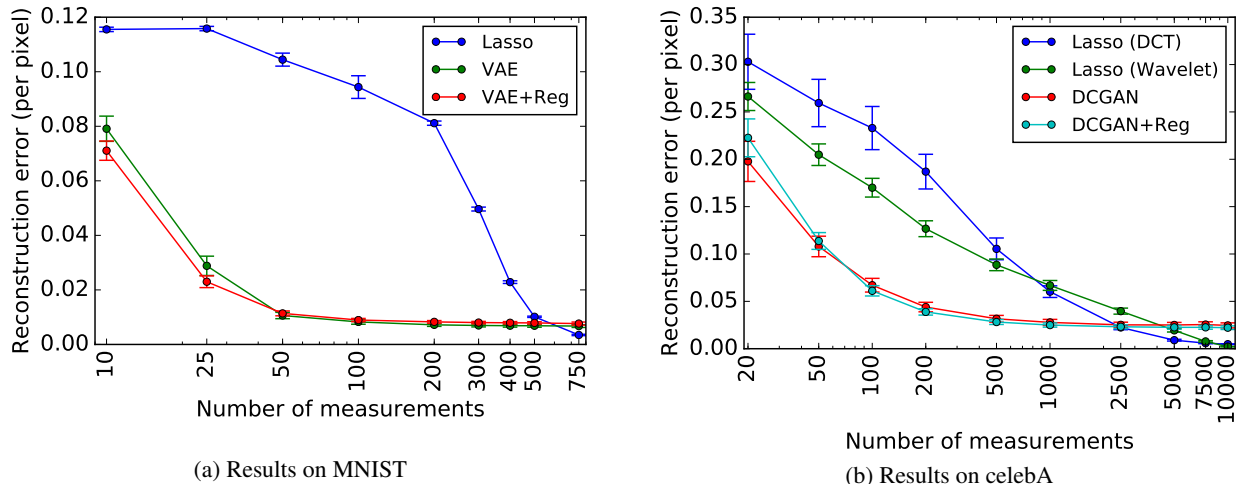 0.12
0.10
0.08
0.06
0.04
0.02
0.00
Reconstruction error (per pixel)
Lasso
VAE
VAE+Reg
10
25
50
100
200
300
400
500
750
Number of measurements
(a) Results on MNIST
0.35
0.30
0.25
0.20
0.15
0.10
0.05
0.00
Reconstruction error (per pixel)
Lasso (DCT)
Lasso (Wavelet)
DCGAN
DCGAN+Reg
20
50
100
200
500
1000
2500
5000
7500
10000
Number of measurements
(b) Results on celebA